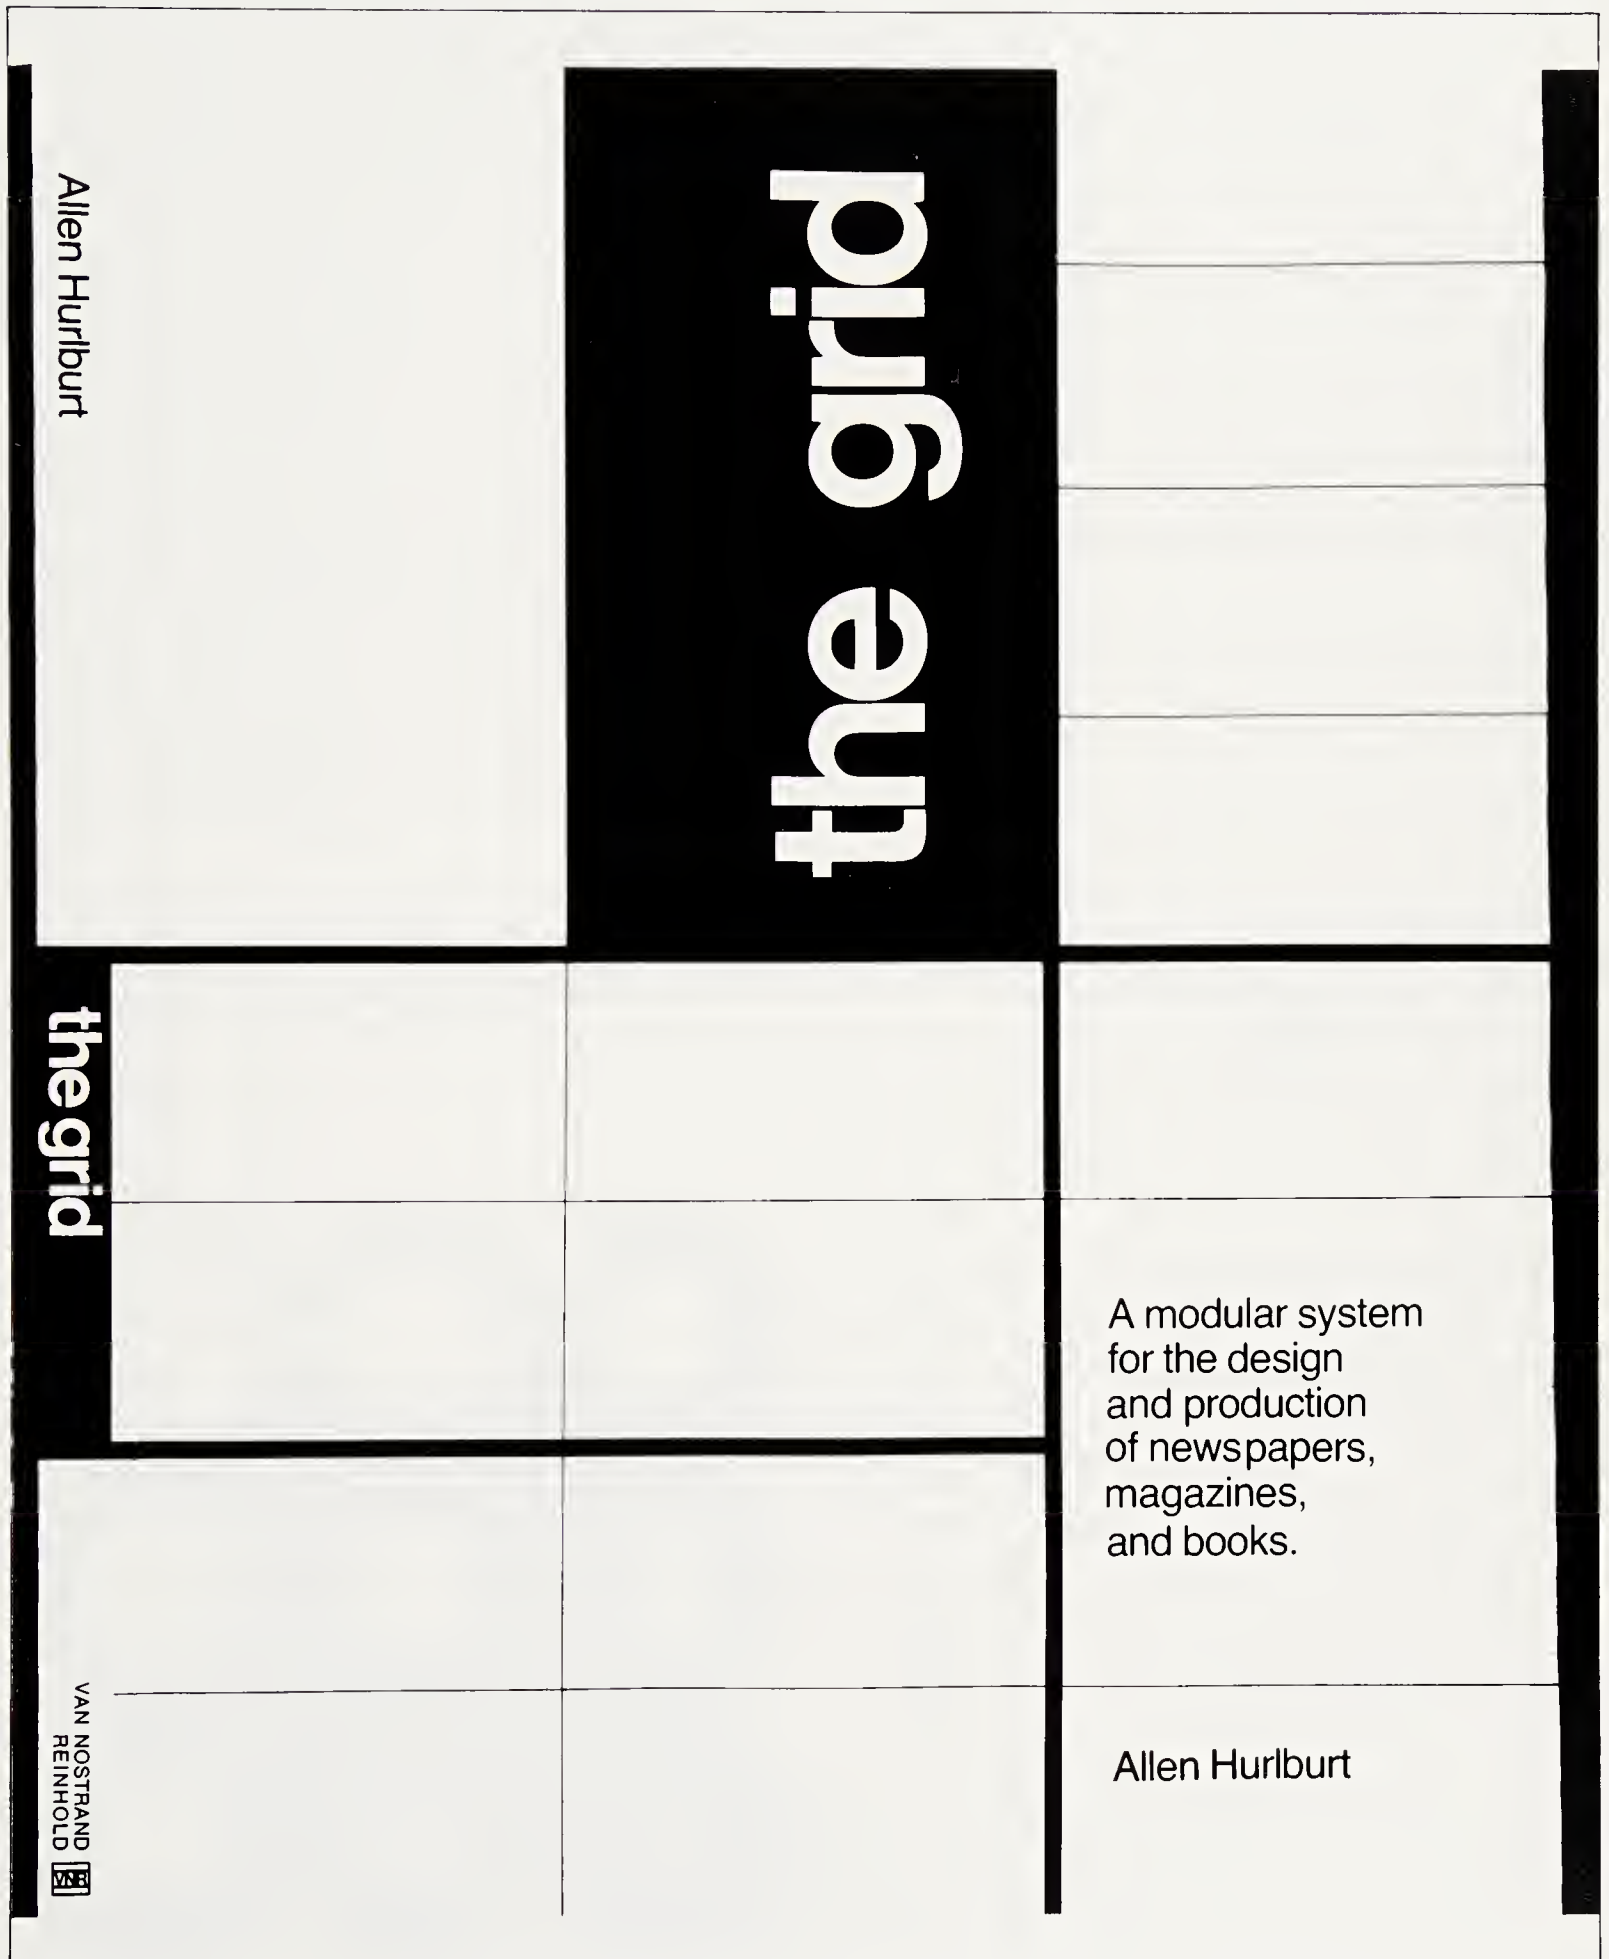 Allen Hurlburt
the grid
VAN NOSTRAND
REINHOLD
VNR
the grid
A modular system
for the design
and production
of newspapers,
magazines,
and books.
Allen Hurlburt